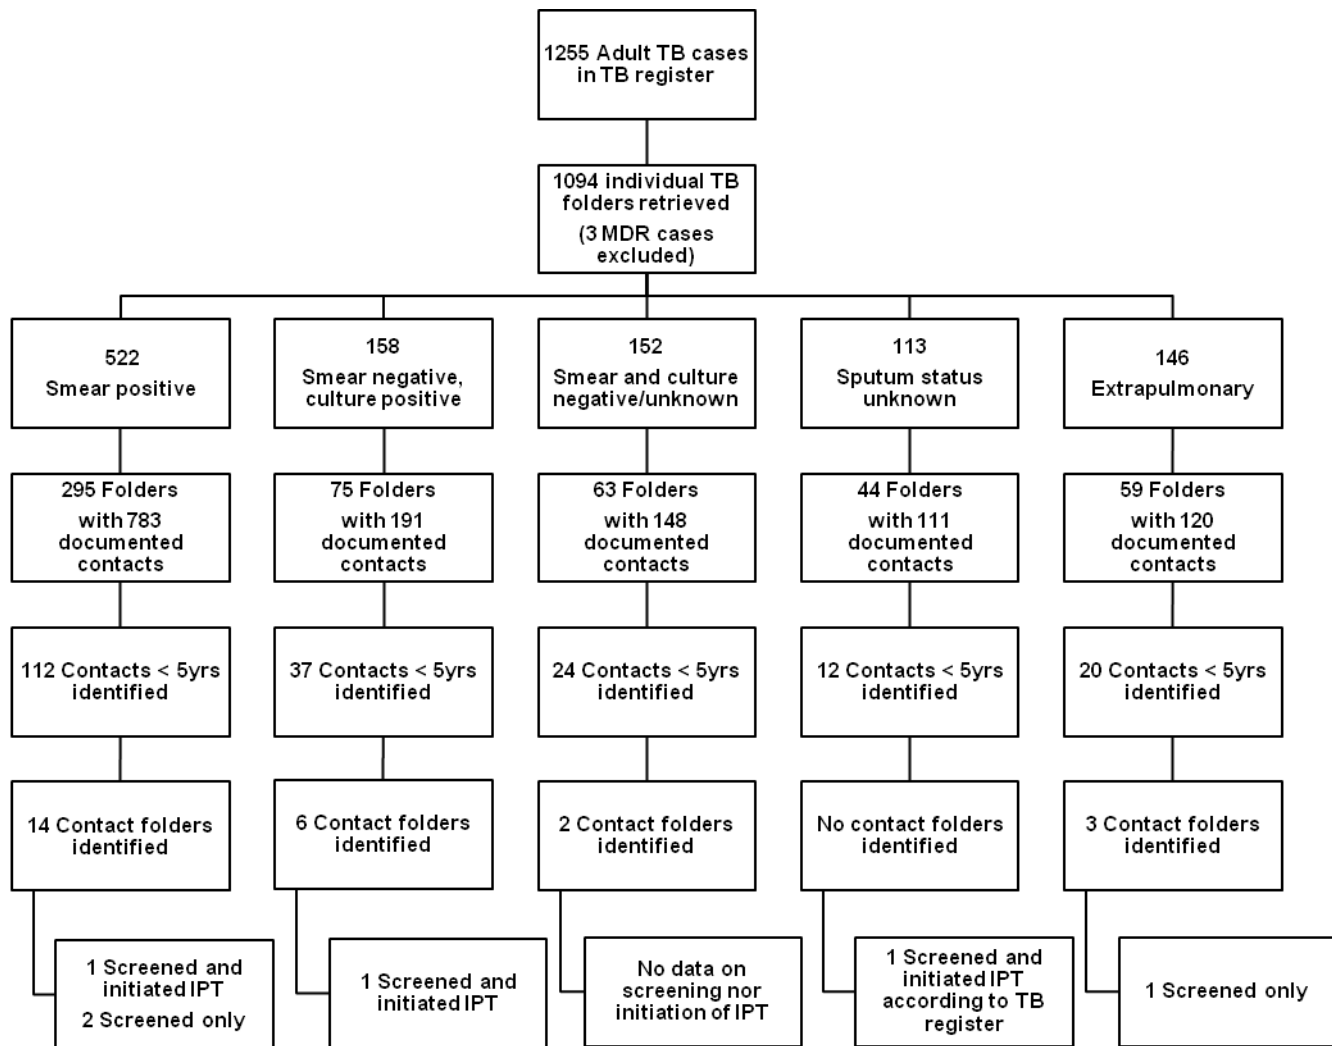 1255 Adult TB cases
in TB register
1094 individual TB
folders retrieved
(3 MDR cases
excluded)
522
Smear positive
158
Smear negative,
culture positive
152
Smear and culture
negative/unknown
113
Sputum status
unknown
146
Extrapulmonary
295 Folders
with 783
documented
contacts
75 Folders
with 191
documented
contacts
63 Folders
with 148
documented
contacts
44 Folders
with 111
documented
contacts
59 Folders
with 120
documented
contacts
112 Contacts < 5yrs
identified
37 Contacts < 5yrs
identified
24 Contacts < 5yrs
identified
12 Contacts < 5yrs
identified
20 Contacts < 5yrs
identified
14 Contact folders
identified
6 Contact folders
identified
2 Contact folders
identified
No contact folders
identified
3 Contact folders
identified
1 Screened and
initiated IPT
2 Screened only
1 Screened and
initiated IPT
No data on
screening nor
initiation of IPT
1 Screened and
initiated IPT
according to TB
register
1 Screened only